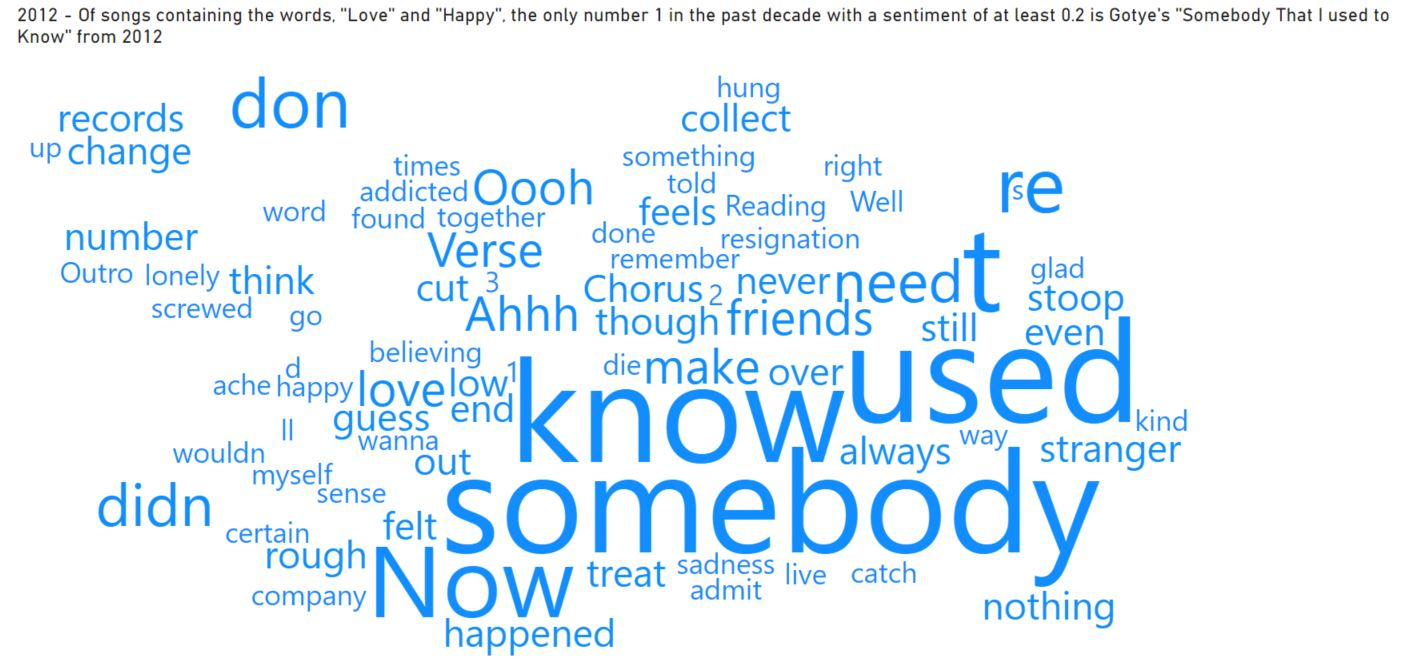 2012 - Of songs containing the words, "Love" and "Happy", the only number 1 in the past decade with a sentiment of at least 0.2 is Gotye's "Somebody That I used to
Know" from 2012
hung
don
records
collect
up change
times
something
right
addicted Oooh
told
re
s
word
found together
feels Reading
Well
number
Verse
done
resignation
remember
t
Outro lonely think
cut 3
Chorus 2 never need
glad
stoop
screwed
go
Ahhh
though friends
still
even
believing
d
ache happy love low 1
die make over
used
guess
end
know
kind
ll
wanna
always way
stranger
wouldn
out
myself
sense
somebody
didn
certain
felt
rough
Now
treat sadness
live
catch
admit
company
nothing
happened